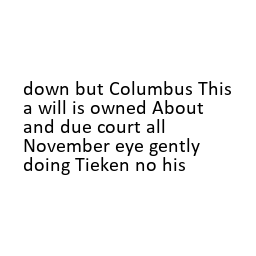 down but Columbus This
a will is owned About
and due court all
November eye gently
doing Tieken no his